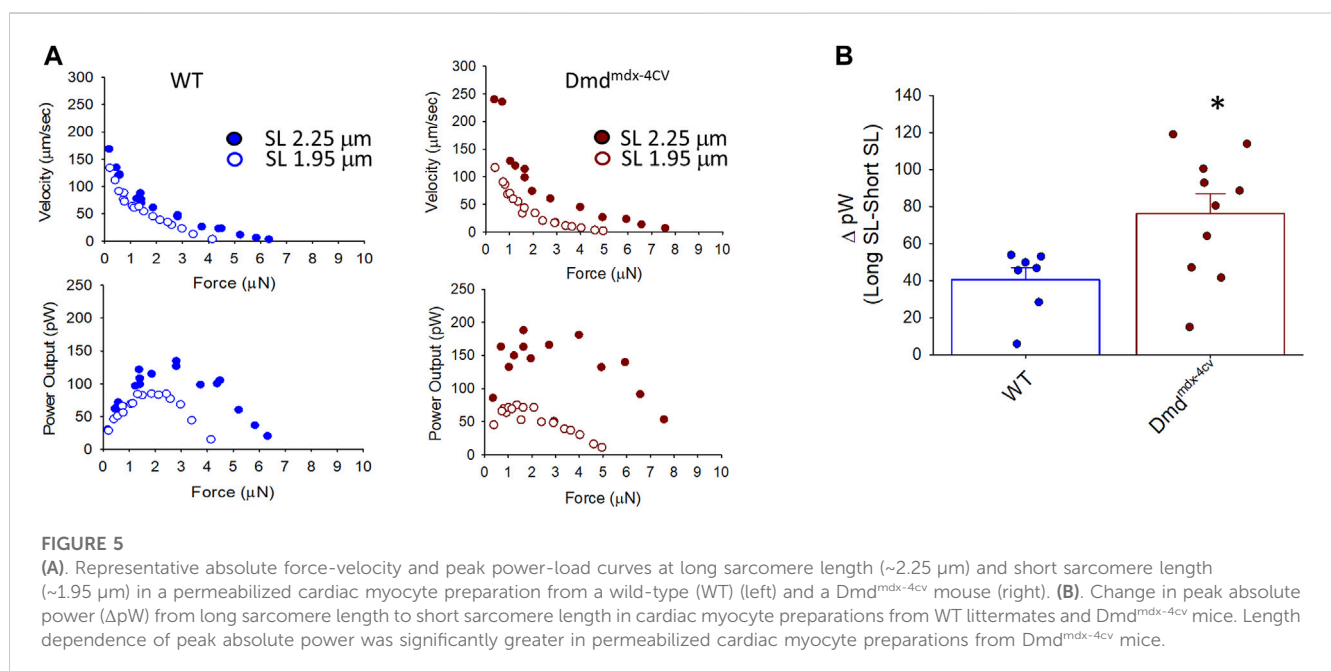 A
B
WT
Dmd^mdx-4CV
300
250
200
150
100
50
0
Velocity (μm/sec)
SL 2.25 μm
SL 1.95 μm
0 1 2 3 4 5 6 7 8 9 10
Force (μN)
300
250
200
150
100
50
0
Velocity (μm/sec)
SL 2.25 μm
SL 1.95 μm
0 1 2 3 4 5 6 7 8 9 10
Force (μN)
250
200
150
100
50
0
Power Output (pW)
0 1 2 3 4 5 6 7 8 9 10
Force (μN)
250
200
150
100
50
0
Power Output (pW)
0 1 2 3 4 5 6 7 8 9 10
Force (μN)
140
120
100
80
60
40
20
0
Δ pW
(Long SL-Short SL)
*
WT
Dmd^mdx-4cv
FIGURE 5
(A). Representative absolute force-velocity and peak power-load curves at long sarcomere length (~2.25 μm) and short sarcomere length
(~1.95 μm) in a permeabilized cardiac myocyte preparation from a wild-type (WT) (left) and a Dmd^mdx-4cv mouse (right). (B). Change in peak absolute
power (ΔpW) from long sarcomere length to short sarcomere length in cardiac myocyte preparations from WT littermates and Dmd^mdx-4cv mice. Length
dependence of peak absolute power was significantly greater in permeabilized cardiac myocyte preparations from Dmd^mdx-4cv mice.